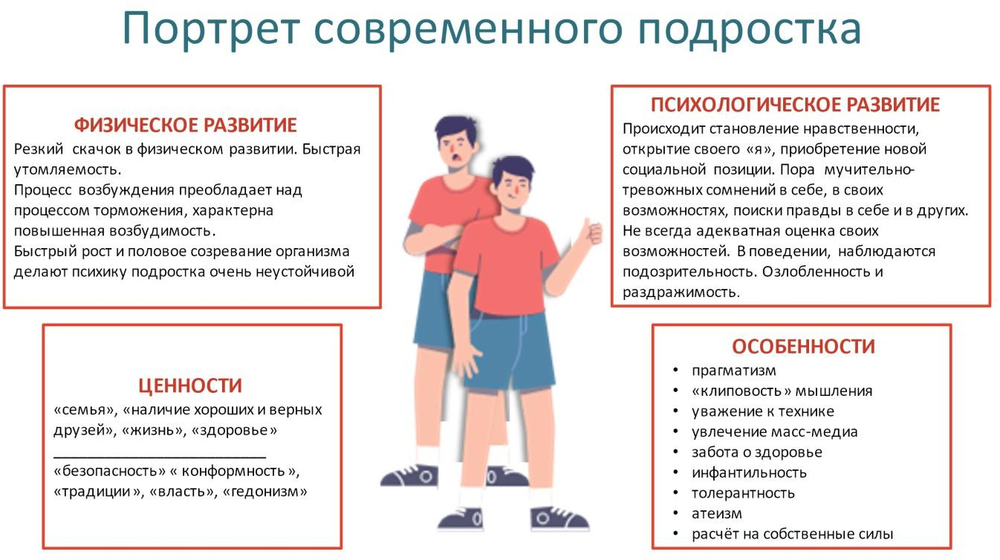 Портрет современного подростка
ФИЗИЧЕСКОЕ РАЗВИТИЕ
Резкий скачок в физическом развитии. Быстрая
утомляемость.
Процесс возбуждения преобладает над
процессом торможения, характерна
повышенная возбудимость.
Быстрый рост и половое созревание организма
делают психику подростка очень неустойчивой
ПСИХОЛОГИЧЕСКОЕ РАЗВИТИЕ
Происходит становление нравственности,
открытие своего «я», приобретение новой
социальной позиции. Пора мучительно-
тревожных сомнений в себе, в своих
возможностях, поиски правды в себе и в других.
Не всегда адекватная оценка своих
возможностей. В поведении, наблюдаются
подозрительность. Озлобленность и
раздражимость.
ЦЕННОСТИ
«семья», «наличие хороших и верных
друзей», «жизнь», «здоровье»
«безопасность» « конформность »,
«традиции », «власть», «гедонизм»
ОСОБЕННОСТИ
• прагматизм
• «клиповость » мышления
• уважение к технике
• увлечение масс-медиа
• забота о здоровье
• инфантильность
• толерантность
• атеизм
• расчёт на собственные силы